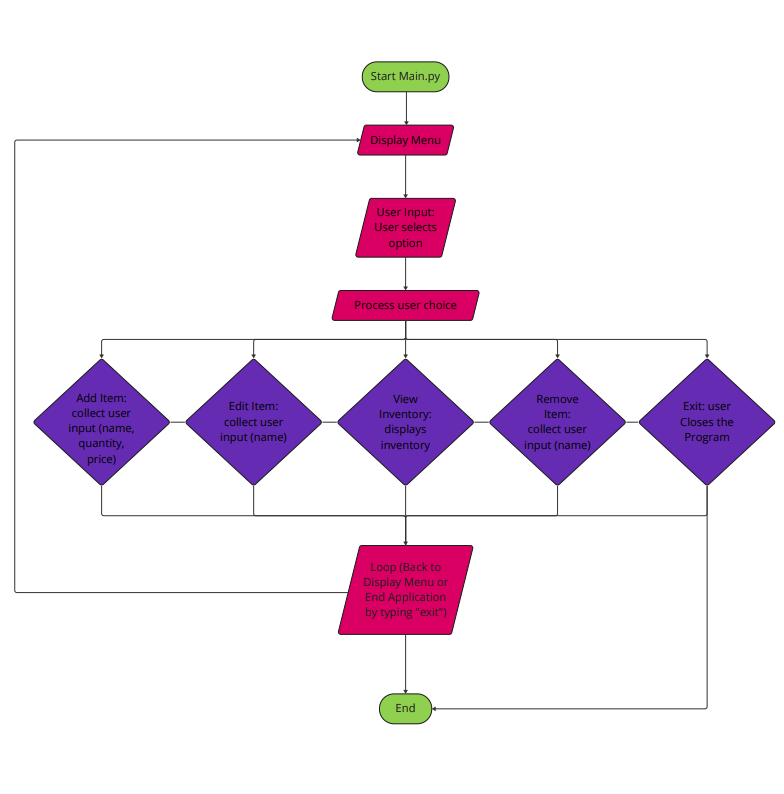 Start Main.py
Display Menu
User Input:
User selects
option
Process user choice
Add Item:
collect user
input (name,
quantity,
price)
Edit Item:
collect user
input (name)
View
Inventory:
displays
inventory
Remove
Item:
collect user
input (name)
Exit: user
Closes the
Program
Loop (Back to
Display Menu or
End Application
by typing "exit")
End